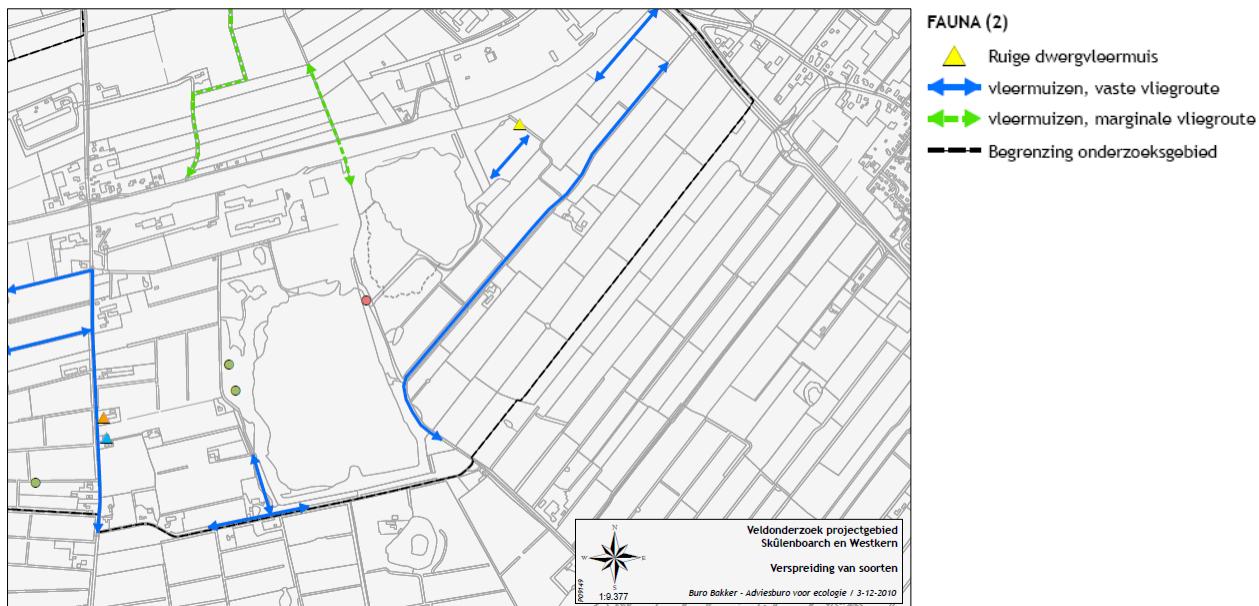 FAUNA (2)
Ruige dwergvleermuis
vleermuizen, vaste vliegroute
vleermuizen, marginale vliegroute
Begrenzing onderzoeksgebied
Veldonderzoek projectgebied
Skûlenboarch en Westkern
Verspreiding van soorten
N
W
E
S
P09149
1:9.377
Buro Bakker - Adviesburo voor ecologie / 3-12-2010